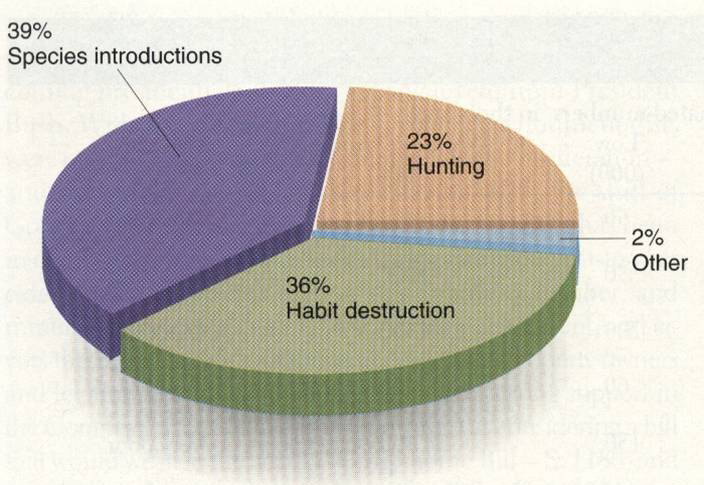 39%
Species introductions
23%
Hunting
2%
Other
36%
Habit destruction